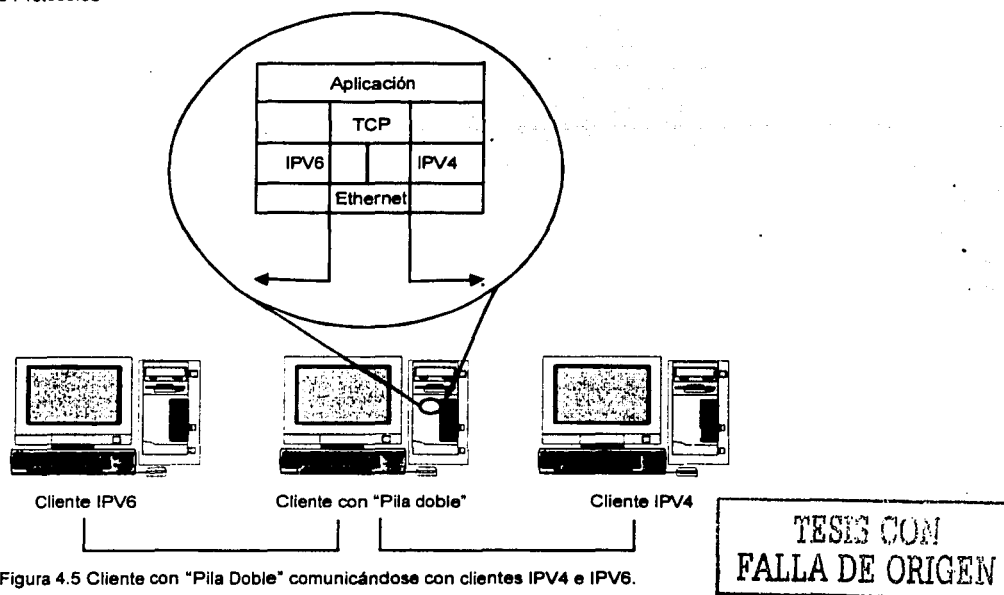 Aplicación
TCP
IPV6 IPV4
Ethernet
Cliente IPV6 Cliente con "Pila doble" Cliente IPV4
TESIS CON
FALLA DE ORIGEN
Figura 4.5 Cliente con "Pila Doble" comunicándose con clientes IPV4 e IPV6.